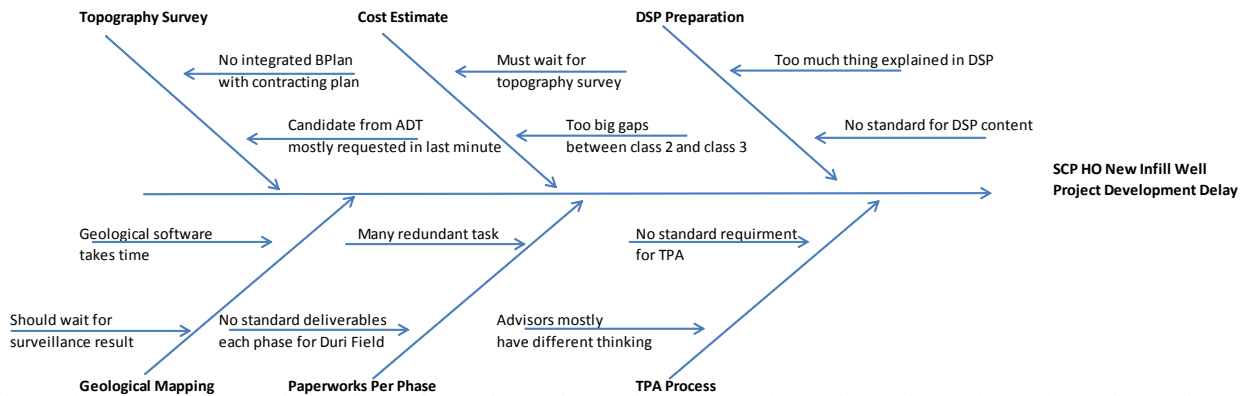 Topography Survey
Cost Estimate
DSP Preparation
No integrated BPlan
with contracting plan
Must wait for
topography survey
Too much thing explained in DSP
Candidate from ADT
mostly requested in last minute
Too big gaps
between class 2 and class 3
No standard for DSP content
SCP HO New Infill Well
Project Development Delay
Geological software
takes time
Many redundant task
No standard requirment
for TPA
Should wait for
surveillance result
No standard deliverables
each phase for Duri Field
Advisors mostly
have different thinking
Geological Mapping
Paperworks Per Phase
TPA Process